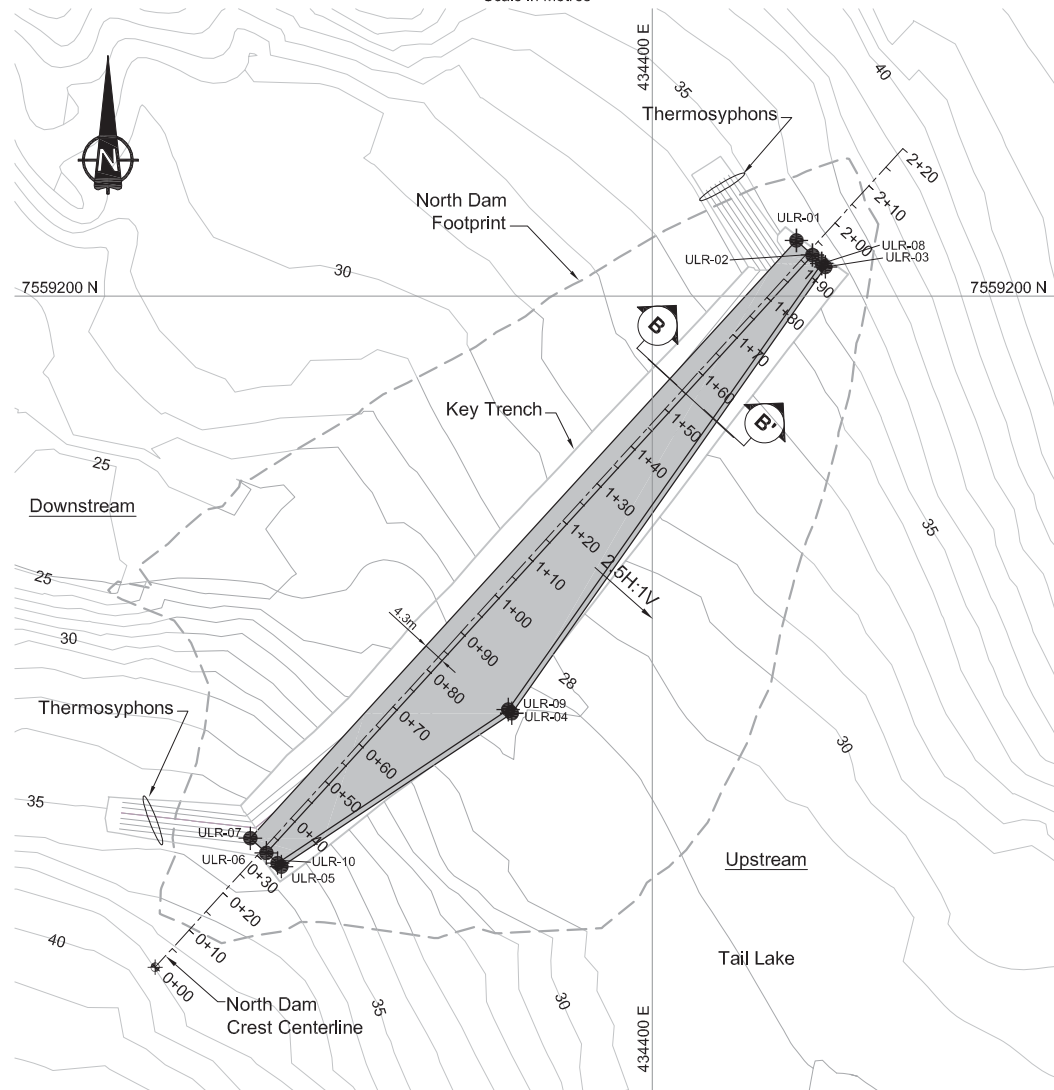 Scale in Metres
434400 E
40
35
Thermosyphons
N
2+20
2+10
2+00
North Dam
Footprint
ULR-01
ULR-08
ULR-02
ULR-03
30
1+90
7559200 N
7559200 N
1+80
B
1+70
1+60
Key Trench
B'
1+50
1+40
25
1+30
Downstream
35
1+20
2.5H:1V
1+10
25
1+00
4.3m
30
0+90
0+80
28
Thermosyphons
ULR-09
ULR-04
0+70
30
0+60
35
0+50
ULR-07
0+40
ULR-06
ULR-10
Upstream
0+30
ULR-05
0+20
40
0+10
Tail Lake
0+00
North Dam
Crest Centerline
35
30
434400 E